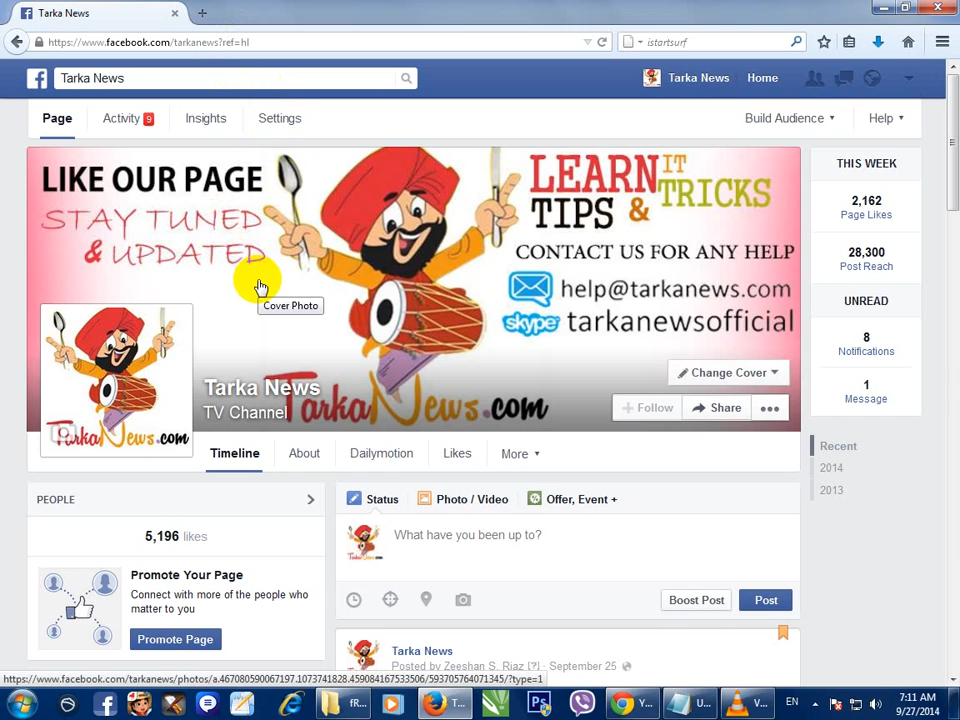 Tarka News
https://www.facebook.com/tarkanews?ref=hl
istartsurf
Tarka News
Tarka News
Home
Page
Activity 9
Insights
Settings
Build Audience
Help
LIKE OUR PAGE
STAY TUNED
& UPDATED
LEARN IT
TIPS & TRICKS
CONTACT US FOR ANY HELP
help@tarkanews.com
skype tarkanewsofficial
Cover Photo
TarkaNews.com
TarkaNews.com
Tarka News
TV Channel
Change Cover
Follow
Share
Timeline
About
Dailymotion
Likes
More
THIS WEEK
2,162
Page Likes
28,300
Post Reach
UNREAD
8
Notifications
1
Message
Recent
2014
2013
PEOPLE
5,196 likes
Promote Your Page
Connect with more of the people who
matter to you
Promote Page
Status
Photo / Video
Offer, Event +
What have you been up to?
Boost Post
Post
Tarka News
Posted by Zeeshan S. Riaz [?] · September 25
https://www.facebook.com/tarkanews/photos/a.467080590067197.1073741828.459084167533506/593705764071345/?type=1
fR...
T...
Y...
U...
V...
EN
7:11 AM
9/27/2014